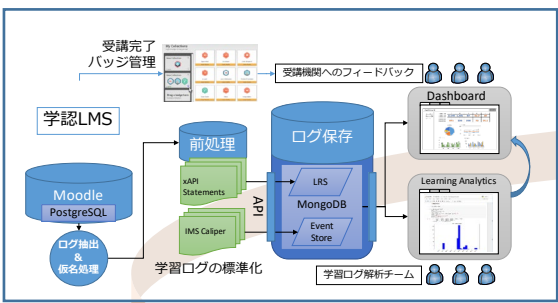 受講完了
バッジ管理
受講機関へのフィードバック
学認LMS
Moodle
PostgreSQL
ログ抽出
&
仮名処理
前処理
xAPI
Statements
IMS Caliper
学習ログの標準化
API
ログ保存
LRS
MongoDB
Event
Store
Dashboard
Learning Analytics
学習ログ解析チーム